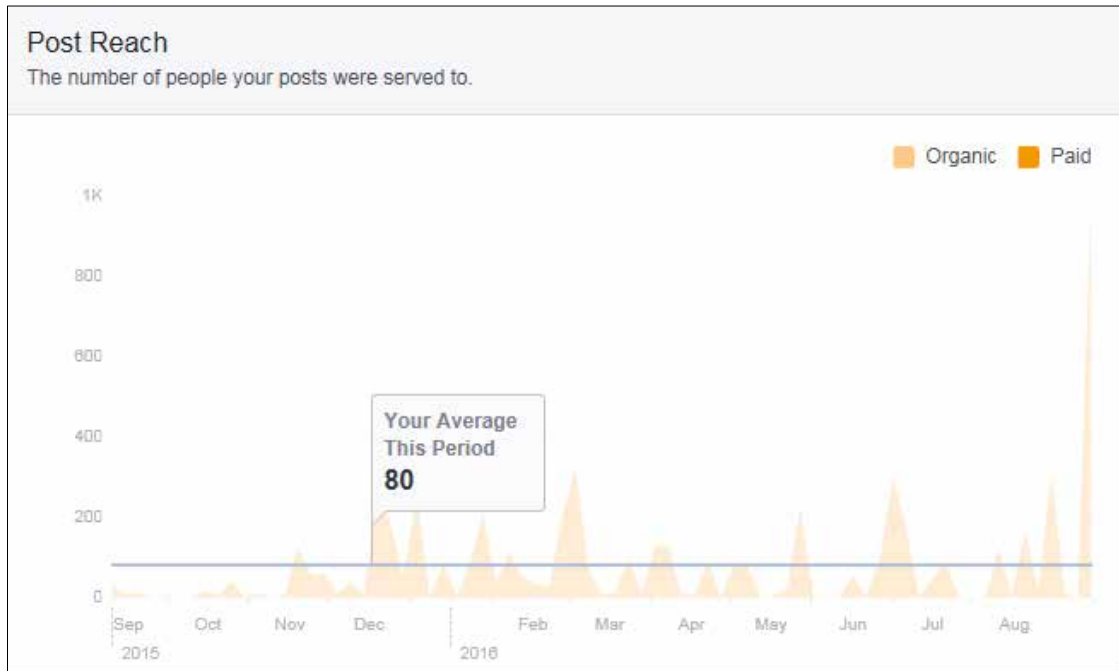 Post Reach
The number of people your posts were served to.
Organic Paid
1K
800
600
400
200
0
Your Average
This Period
80
Sep Oct Nov Dec Feb Mar Apr May Jun Jul Aug
2015 2016